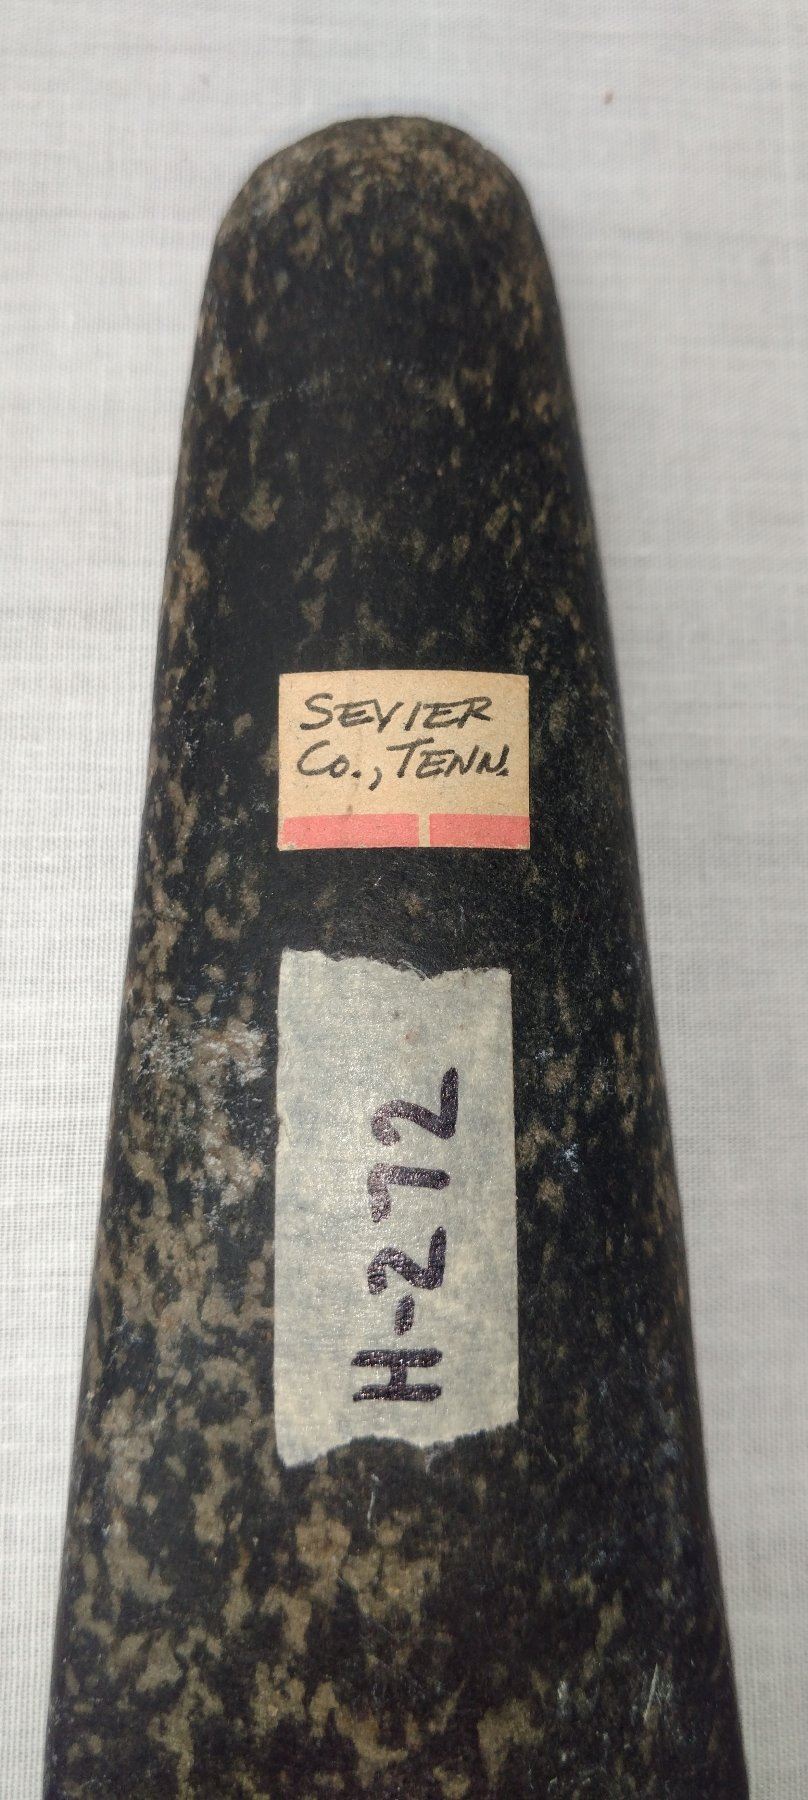 SEVIER
CO., TENN.
H-272